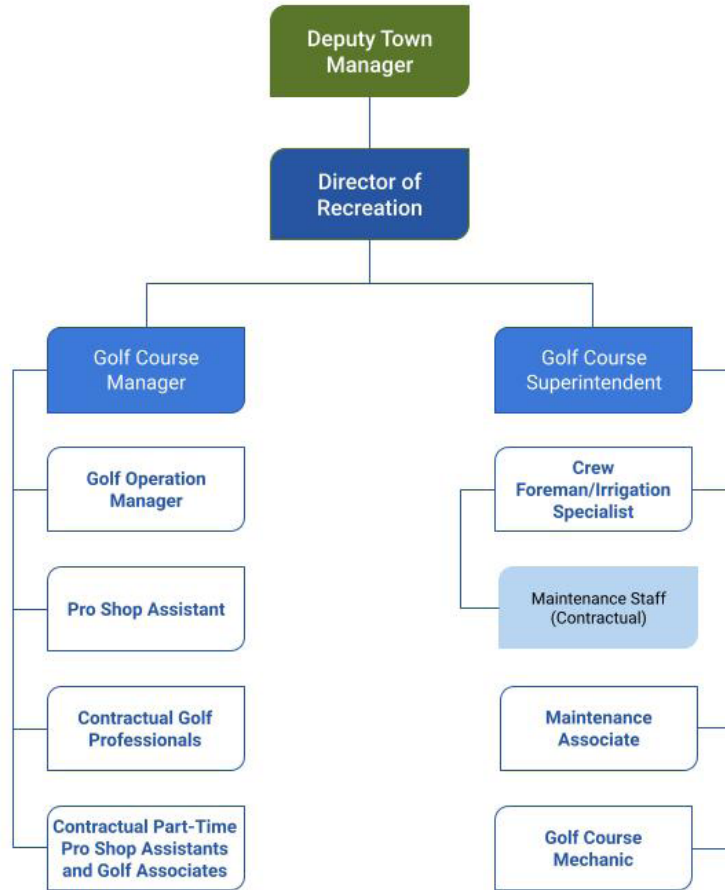 Deputy Town
Manager
Director of
Recreation
Golf Course
Manager
Golf Operation
Manager
Pro Shop Assistant
Contractual Golf
Professionals
Contractual Part-Time
Pro Shop Assistants
and Golf Associates
Golf Course
Superintendent
Crew
Foreman/Irrigation
Specialist
Maintenance Staff
(Contractual)
Maintenance
Associate
Golf Course
Mechanic